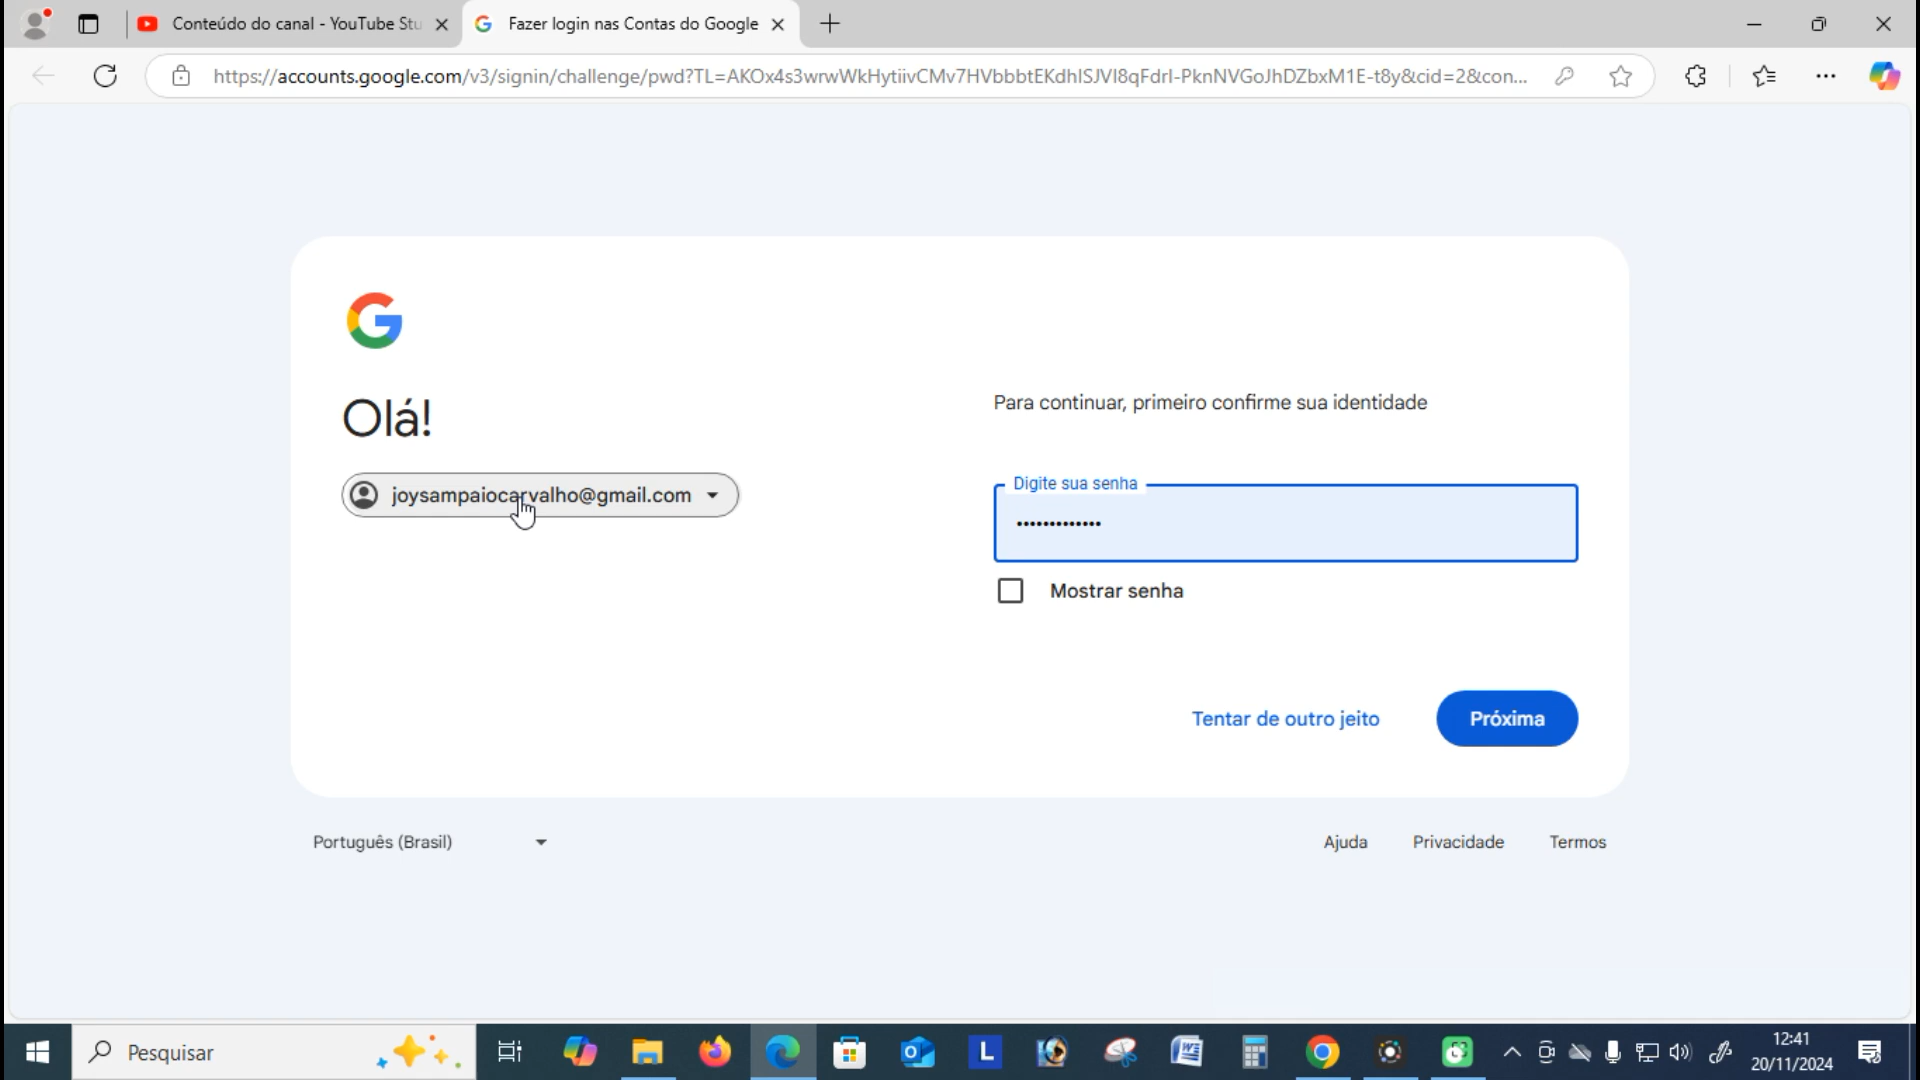 Conteúdo do canal - YouTube Stu
Fazer login nas Contas do Google
https://accounts.google.com/v3/signin/challenge/pwd?TL=AKOx4s3wrwWkHytiivCMv7HVbbbtEKdhlSJVI8qFdrI-PknNVGoJhDZbxM1E-t8y&cid=2&con...
Olá!
joysampaiocarvalho@gmail.com
Para continuar, primeiro confirme sua identidade
Digite sua senha
•••••••••••••
Mostrar senha
Tentar de outro jeito
Próxima
Português (Brasil)
Ajuda
Privacidade
Termos
Pesquisar
L
12:41
20/11/2024